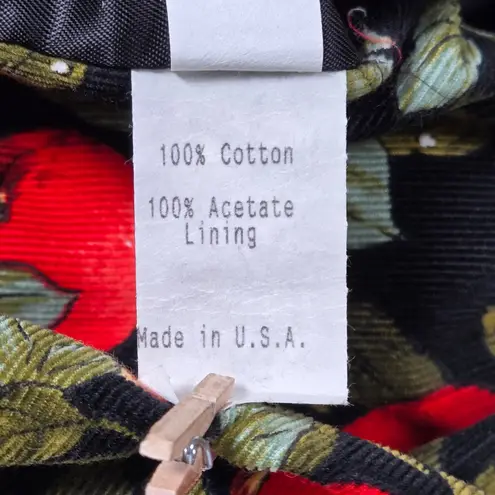 100% Cotton
100% Acetate
Lining
Made in U.S.A.